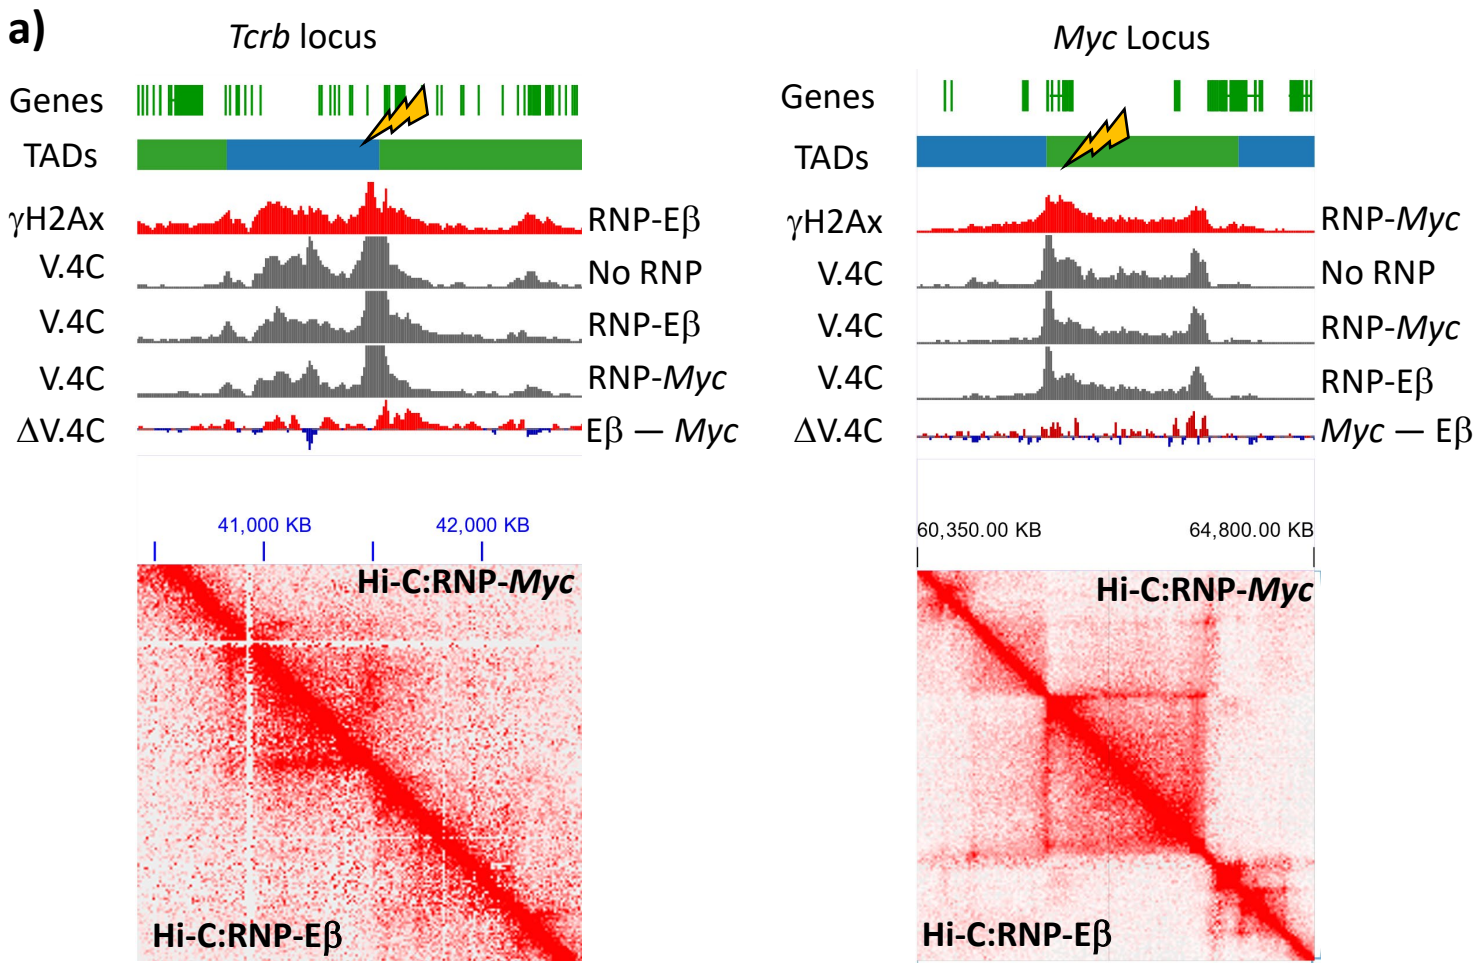 a)
Tcrb locus
Genes
TADs
γH2Ax RNP-Eβ
V.4C No RNP
V.4C RNP-Eβ
V.4C RNP-Myc
ΔV.4C Eβ — Myc
41,000 KB 42,000 KB
Hi-C:RNP-Myc
Hi-C:RNP-Eβ
Myc Locus
Genes
TADs
γH2Ax RNP-Myc
V.4C No RNP
V.4C RNP-Myc
V.4C RNP-Eβ
ΔV.4C Myc — Eβ
60,350.00 KB 64,800.00 KB
Hi-C:RNP-Myc
Hi-C:RNP-Eβ